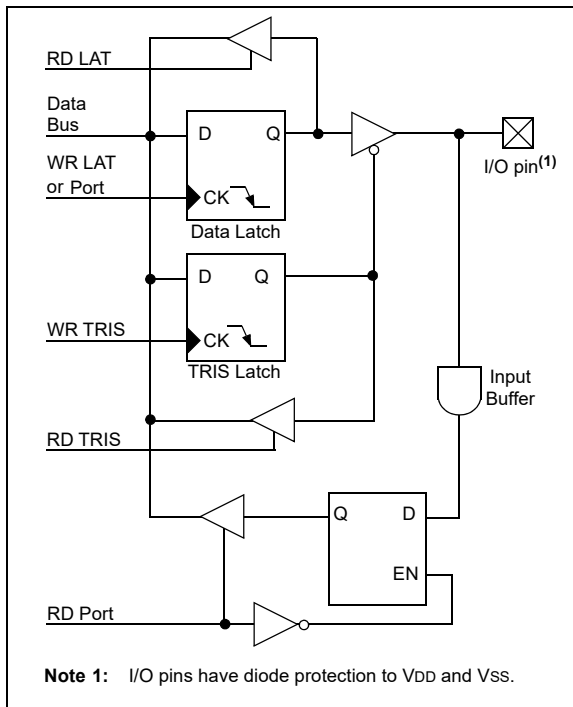 RD LAT
Data
Bus
D Q
I/O pin(1)
WR LAT
or Port
CK
Data Latch
D Q
WR TRIS
CK
TRIS Latch
Input
Buffer
RD TRIS
Q D
EN
RD Port
Note 1: I/O pins have diode protection to VDD and VSS.